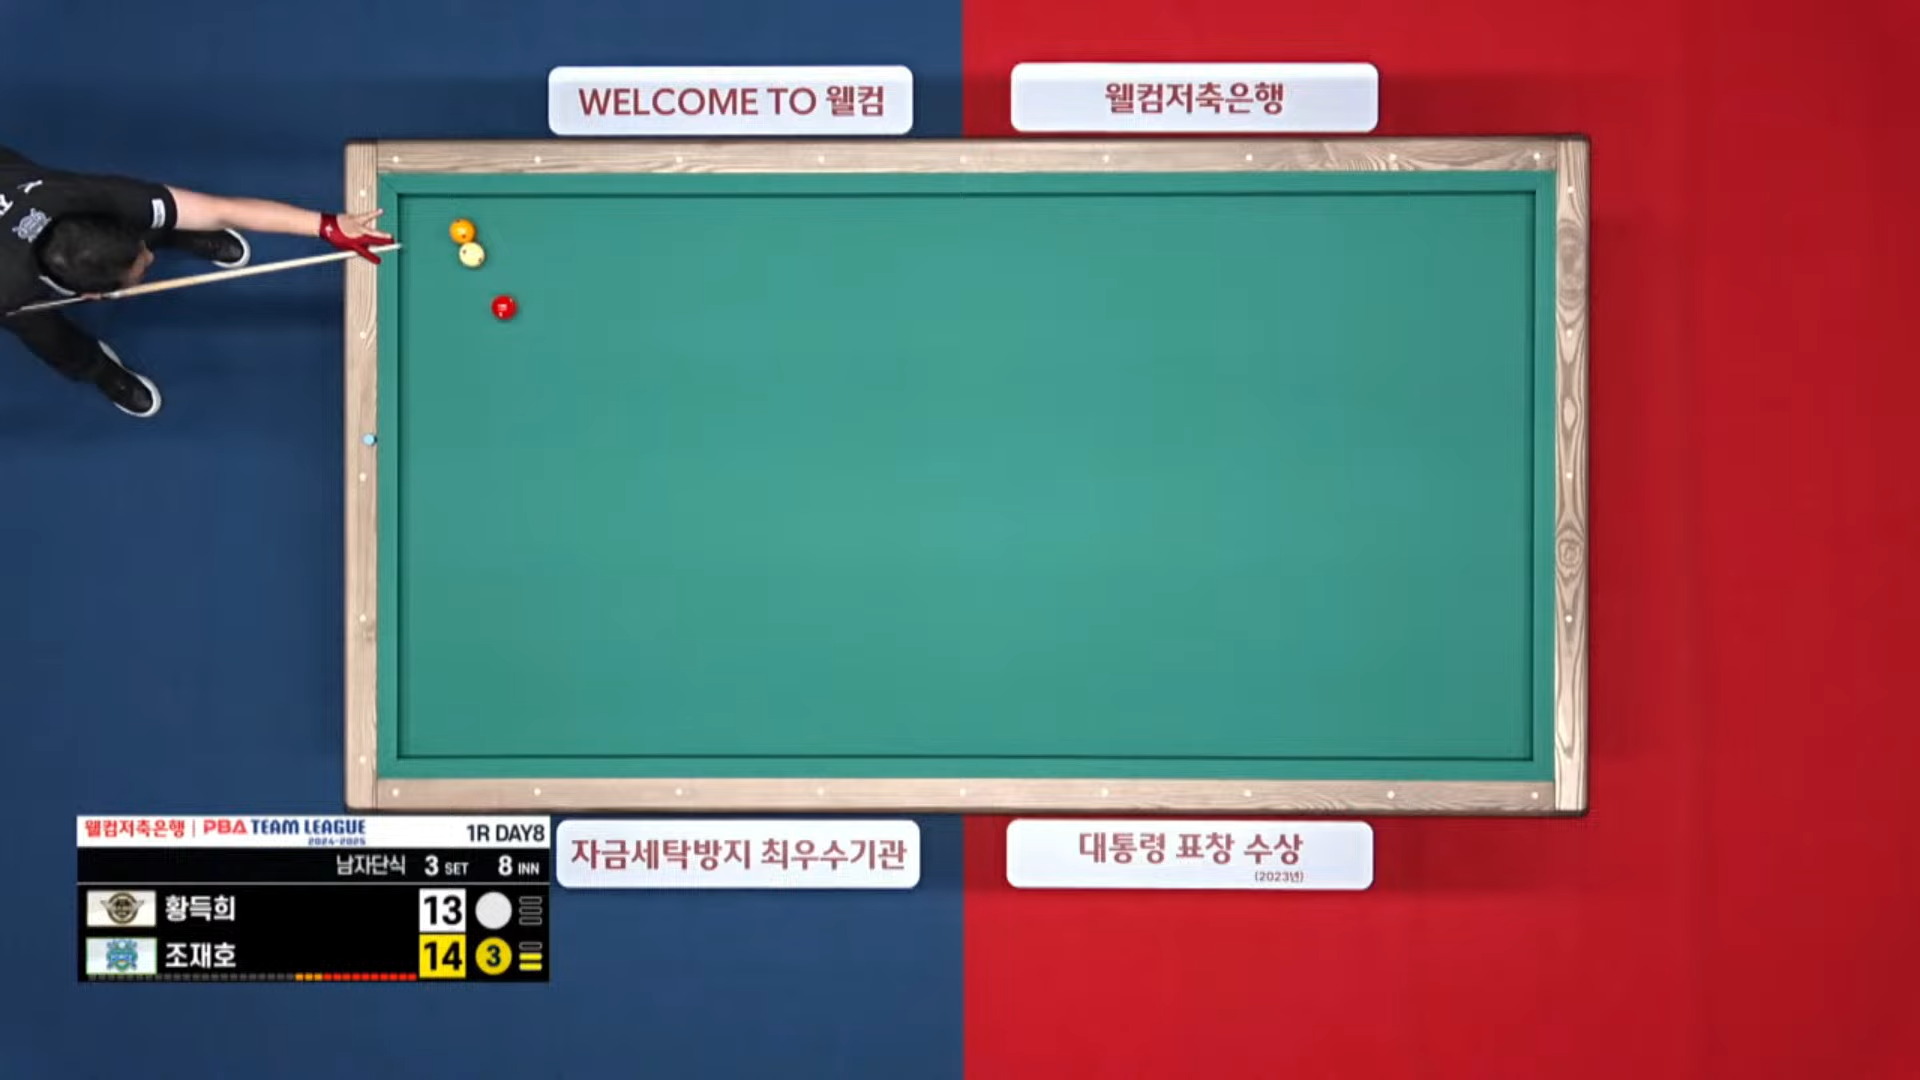 WELCOME TO 웰컴
웰컴저축은행
웰컴저축은행 | PBA TEAM LEAGUE
2024-2025
1R DAY8
남자단식 3 SET 8 INN
황득희 13
조재호 14 3
자금세탁방지 최우수기관
대통령 표창 수상
(2023년)